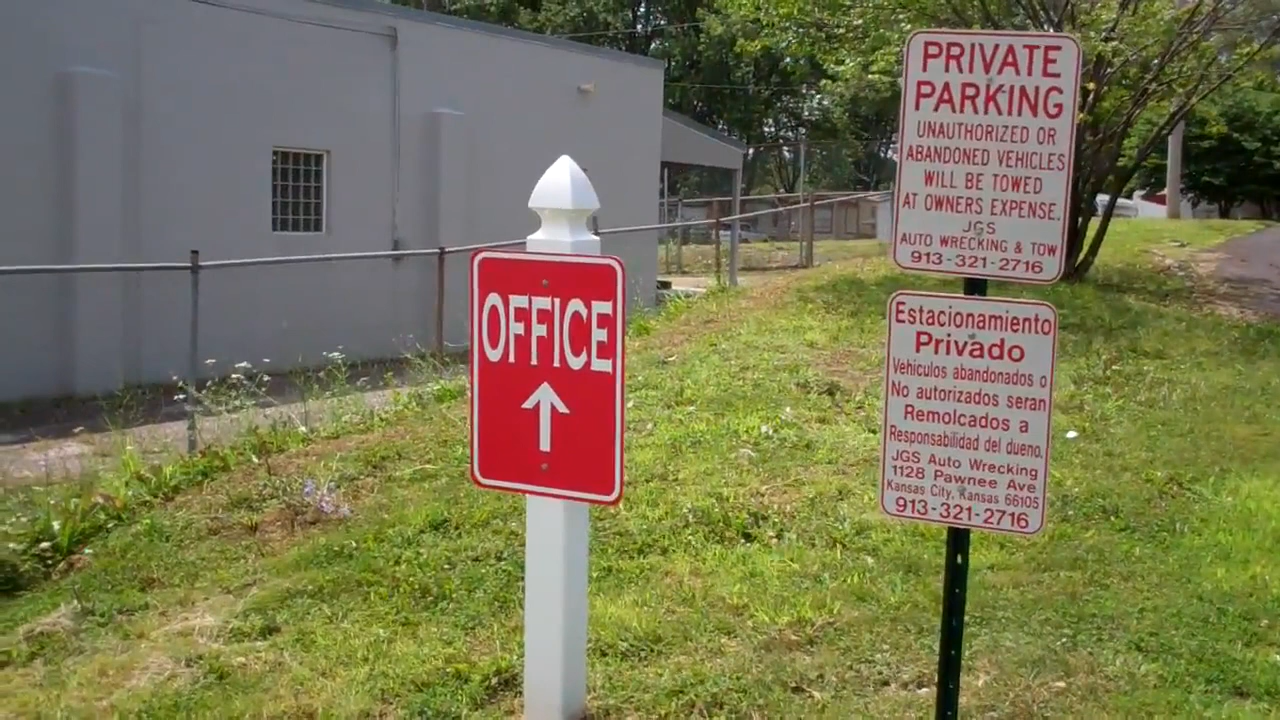 OFFICE
PRIVATE
PARKING
UNAUTHORIZED OR
ABANDONED VEHICLES
WILL BE TOWED
AT OWNERS EXPENSE.
JGS
AUTO WRECKING & TOW
913-321-2716
Estacionamiento
Privado
Vehiculos abandonados o
No autorizados seran
Remolcados a
Responsabilidad del dueno.
JGS Auto Wrecking
1128 Pawnee Ave
Kansas City, Kansas 66105
913-321-2716